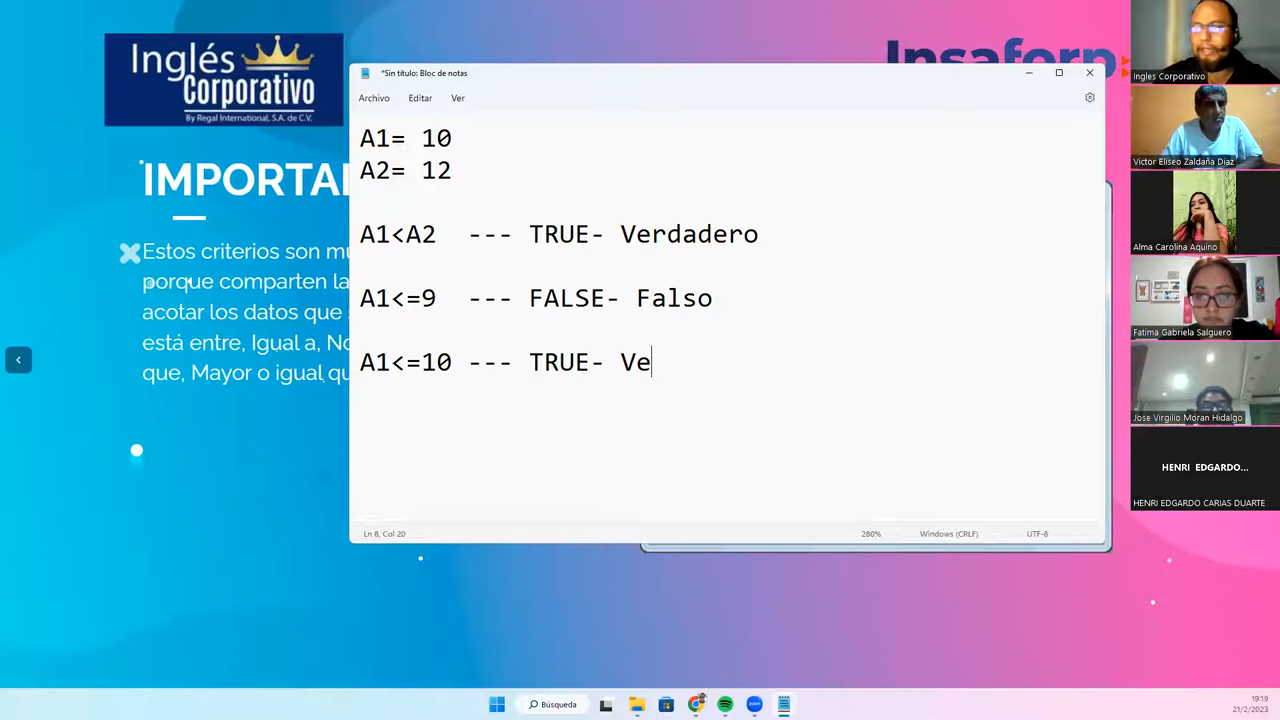 Inglés
Corporativo
By Regal International, S.A. de C.V.
Insaforp
IMPORTA
Estos criterios son
porque comparten la
acotar los datos que
está entre, Igual a,
que, Mayor o igual
*Sin título: Bloc de notas
Archivo Editar Ver
A1= 10
A2= 12
A1<A2 --- TRUE- Verdadero
A1<=9 --- FALSE- Falso
A1<=10 --- TRUE- Ve
Ln 8, Col 20
280%
Windows (CRLF)
UTF-8
Ingles Corporativo
Victor Eliseo Zaldaña Diaz
Alma Carolina Aquino
Fatima Gabriela Salguero
Jose Virgilio Moran Hidalgo
HENRI EDGARDO...
HENRI EDGARDO CARIAS DUARTE
Búsqueda
19:19
21/2/2023